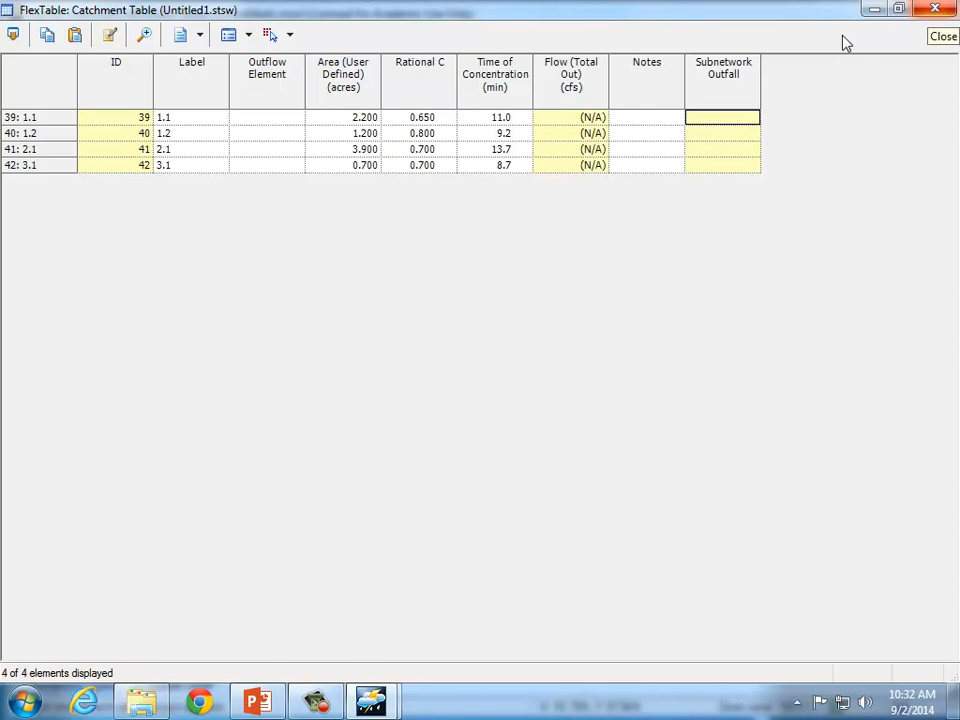 FlexTable: Catchment Table (Untitled1.stsw)
Close
ID Label Outflow Element Area (User Defined) (acres) Rational C Time of Concentration (min) Flow (Total Out) (cfs) Notes Subnetwork Outfall
39: 1.1 39 1.1 2.200 0.650 11.0 (N/A)
40: 1.2 40 1.2 1.200 0.800 9.2 (N/A)
41: 2.1 41 2.1 3.900 0.700 13.7 (N/A)
42: 3.1 42 3.1 0.700 0.700 8.7 (N/A)
4 of 4 elements displayed
10:32 AM
9/2/2014